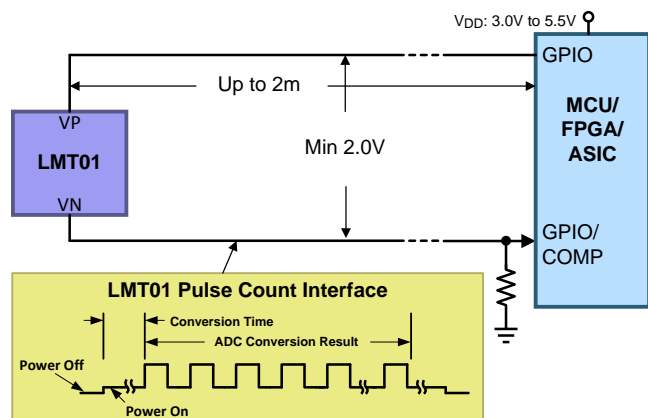 VDD: 3.0V to 5.5V
GPIO
Up to 2m
MCU/
FPGA/
ASIC
VP
LMT01
Min 2.0V
VN
GPIO/
COMP
LMT01 Pulse Count Interface
Conversion Time
ADC Conversion Result
Power Off
Power On